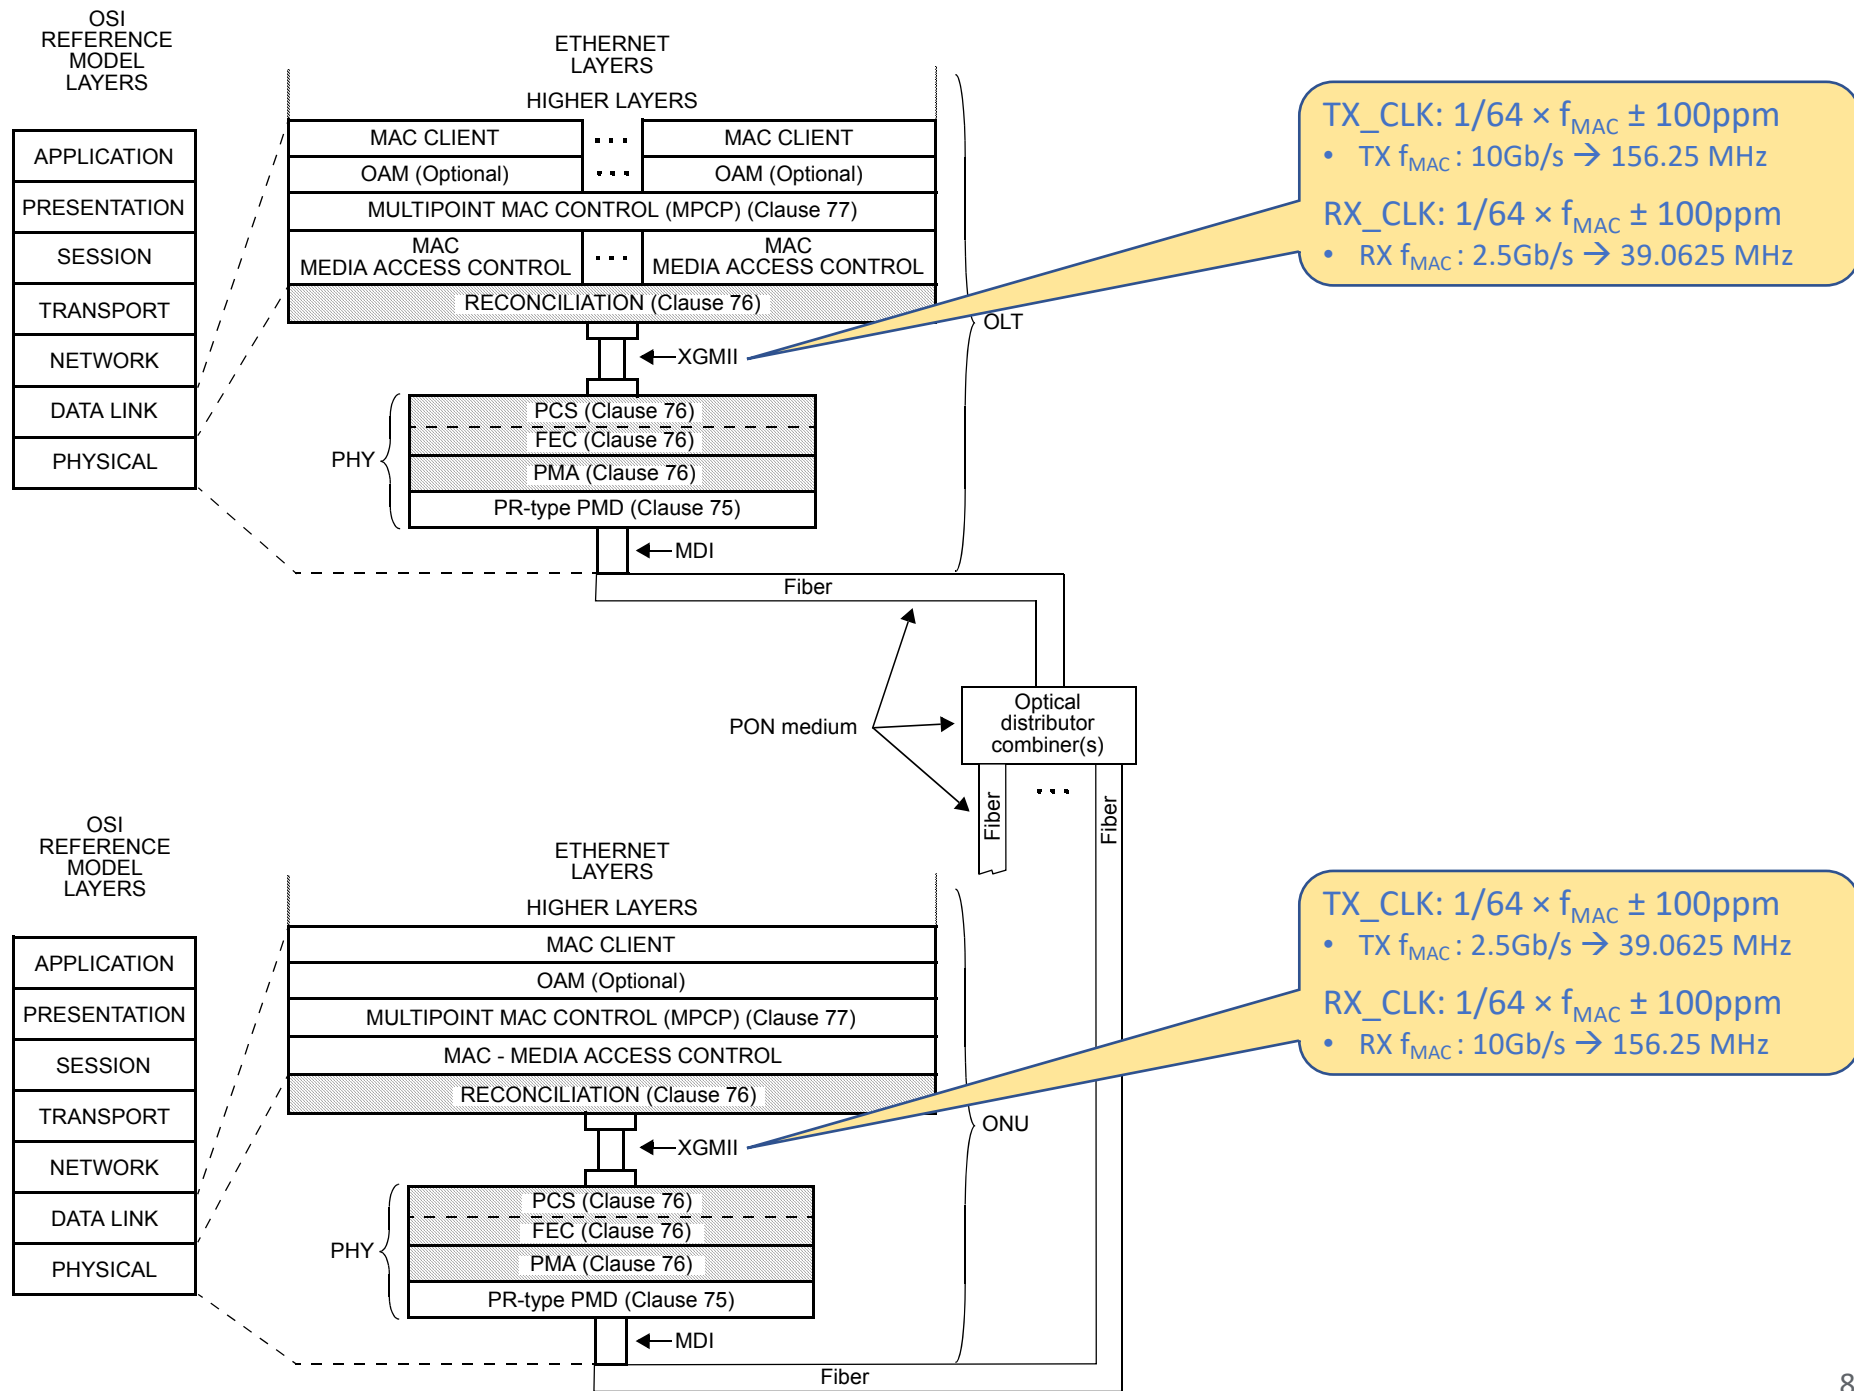 OSI
REFERENCE
MODEL
LAYERS
APPLICATION
PRESENTATION
SESSION
TRANSPORT
NETWORK
DATA LINK
PHYSICAL
ETHERNET
LAYERS
HIGHER LAYERS
MAC CLIENT ... MAC CLIENT
OAM (Optional) ... OAM (Optional)
MULTIPOINT MAC CONTROL (MPCP) (Clause 77)
MAC
MEDIA ACCESS CONTROL
...
MAC
MEDIA ACCESS CONTROL
RECONCILIATION (Clause 76)
XGMII
OLT
PHY
PCS (Clause 76)
FEC (Clause 76)
PMA (Clause 76)
PR-type PMD (Clause 75)
MDI
Fiber
TX_CLK: 1/64 × fMAC ± 100ppm
• TX fMAC : 10Gb/s → 156.25 MHz
RX_CLK: 1/64 × fMAC ± 100ppm
• RX fMAC : 2.5Gb/s → 39.0625 MHz
PON medium
Optical
distributor
combiner(s)
Fiber
...
Fiber
OSI
REFERENCE
MODEL
LAYERS
APPLICATION
PRESENTATION
SESSION
TRANSPORT
NETWORK
DATA LINK
PHYSICAL
ETHERNET
LAYERS
HIGHER LAYERS
MAC CLIENT
OAM (Optional)
MULTIPOINT MAC CONTROL (MPCP) (Clause 77)
MAC - MEDIA ACCESS CONTROL
RECONCILIATION (Clause 76)
XGMII
ONU
PHY
PCS (Clause 76)
FEC (Clause 76)
PMA (Clause 76)
PR-type PMD (Clause 75)
MDI
Fiber
TX_CLK: 1/64 × fMAC ± 100ppm
• TX fMAC : 2.5Gb/s → 39.0625 MHz
RX_CLK: 1/64 × fMAC ± 100ppm
• RX fMAC : 10Gb/s → 156.25 MHz
8